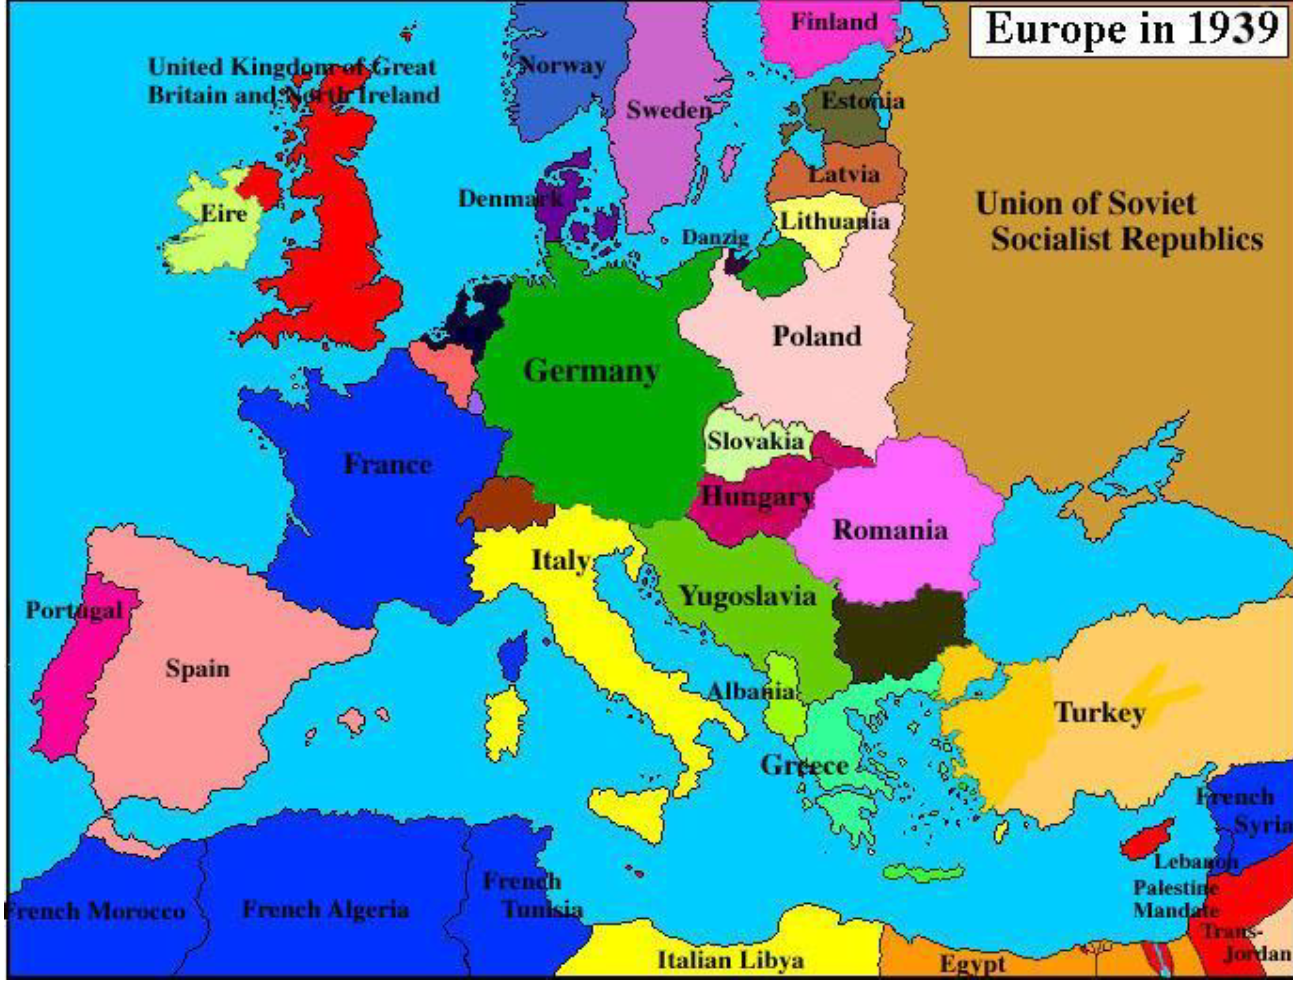 Europe in 1939
Finland
United Kingdom of Great
Britain and North Ireland
Norway
Sweden
Estonia
Latvia
Denmark
Eire
Lithuania
Danzig
Union of Soviet
Socialist Republics
Poland
Germany
Slovakia
France
Hungary
Romania
Italy
Yugoslavia
Portugal
Spain
Albania
Turkey
Greece
French
Syria
Lebanon
Palestine
Mandate
French
Tunisia
French Morocco
French Algeria
Trans-
Jordan
Italian Libya
Egypt